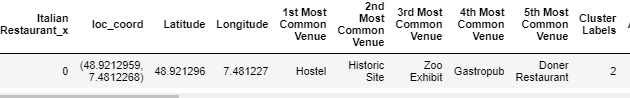 Italian
Restaurant_x
loc_coord
Latitude
Longitude
1st Most
Common
Venue
2nd
Most
Common
Venue
3rd Most
Common
Venue
4th Most
Common
Venue
5th Most
Common
Venue
Cluster
Labels
0
(48.9212959,
7.4812268)
48.921296
7.481227
Hostel
Historic
Site
Zoo
Exhibit
Gastropub
Doner
Restaurant
2